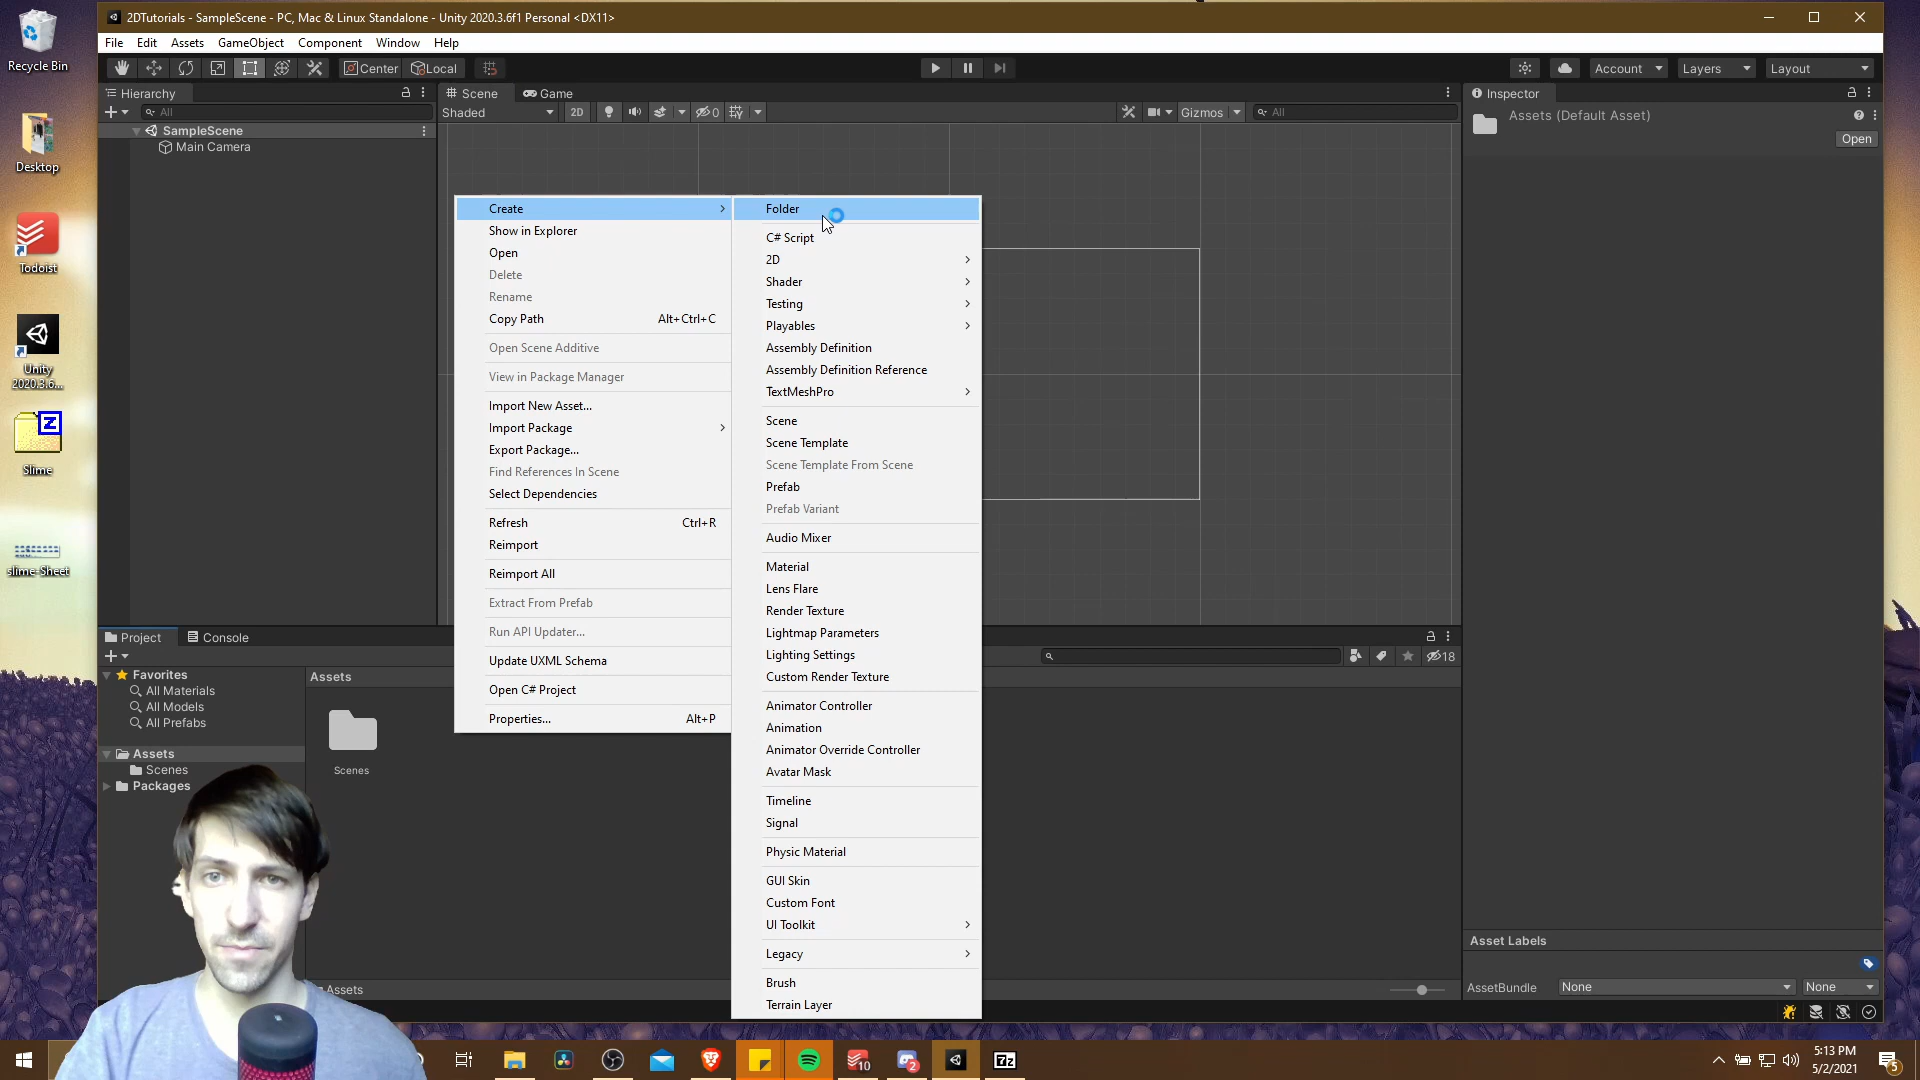 Recycle Bin
Desktop
Todoist
Unity
2020.3.6...
Slime
slime-Sheet
2DTutorials - SampleScene - PC, Mac & Linux Standalone - Unity 2020.3.6f1 Personal <DX11>
File Edit Assets GameObject Component Window Help
Center Local Account Layers Layout
Hierarchy
All
SampleScene
Main Camera
Scene Game
Shaded 2D 0 Gizmos All
Inspector
Assets (Default Asset)
Open
Create
Show in Explorer
Open
Delete
Rename
Copy Path Alt+Ctrl+C
Open Scene Additive
View in Package Manager
Import New Asset...
Import Package
Export Package...
Find References In Scene
Select Dependencies
Refresh Ctrl+R
Reimport
Reimport All
Extract From Prefab
Run API Updater...
Update UXML Schema
Open C# Project
Properties... Alt+P
Folder
C# Script
2D
Shader
Testing
Playables
Assembly Definition
Assembly Definition Reference
TextMeshPro
Scene
Scene Template
Scene Template From Scene
Prefab
Prefab Variant
Audio Mixer
Material
Lens Flare
Render Texture
Lightmap Parameters
Lighting Settings
Custom Render Texture
Animator Controller
Animation
Animator Override Controller
Avatar Mask
Timeline
Signal
Physic Material
GUI Skin
Custom Font
UI Toolkit
Legacy
Brush
Terrain Layer
Project Console
18
Favorites
All Materials
All Models
All Prefabs
Assets
Scenes
Packages
Assets
Scenes
Assets
Asset Labels
AssetBundle None None
10
2
7z
5:13 PM
5/2/2021
5